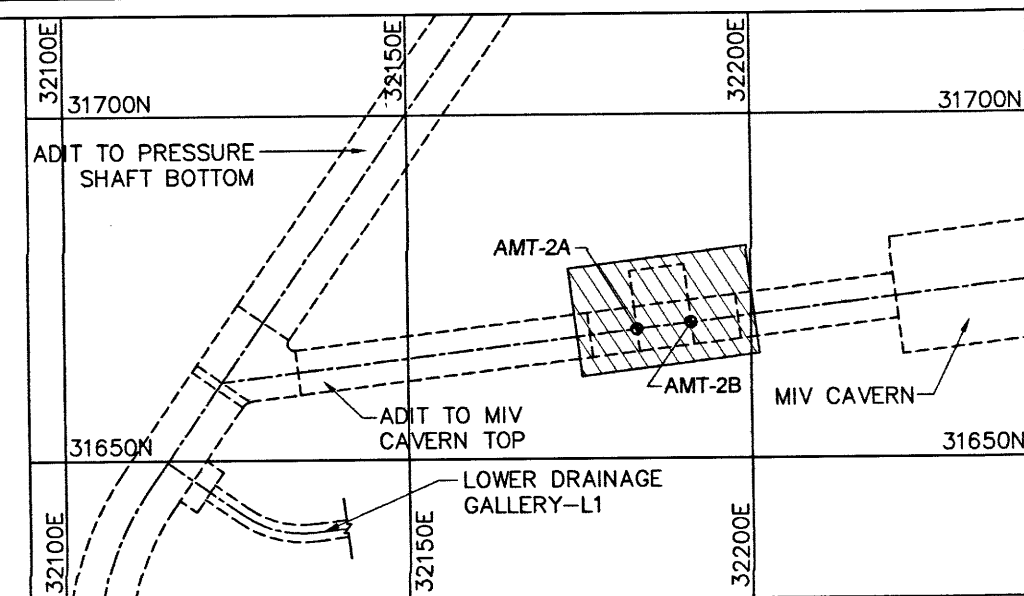 32100E
32150E
32200E
31700N
31700N
ADIT TO PRESSURE
SHAFT BOTTOM
AMT-2A
AMT-2B
MIV CAVERN
ADIT TO MIV
CAVERN TOP
31650N
31650N
LOWER DRAINAGE
GALLERY-L1
32100E
32150E
32200E